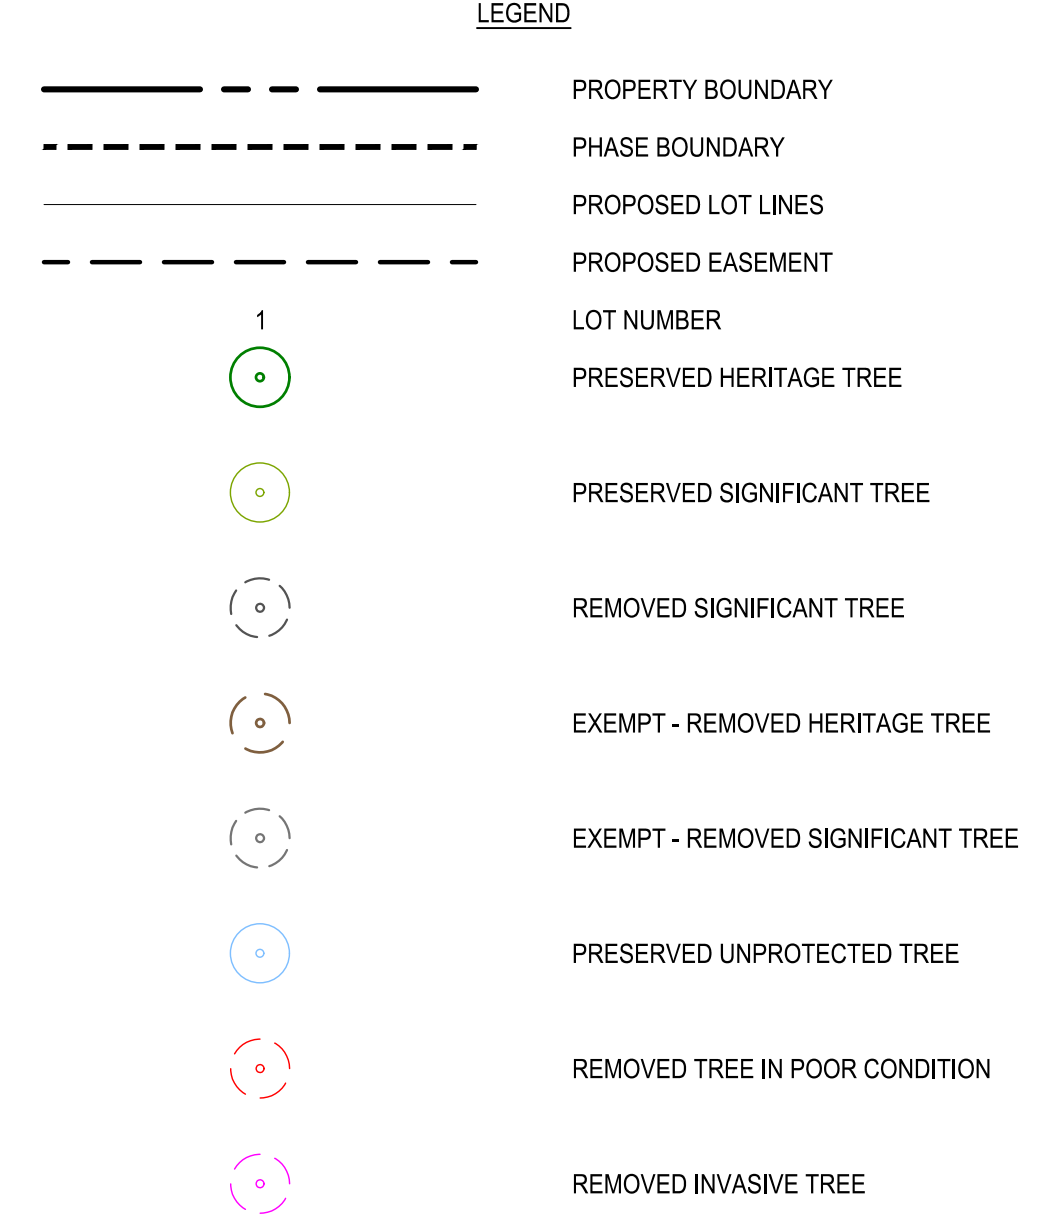 LEGEND
PROPERTY BOUNDARY
PHASE BOUNDARY
PROPOSED LOT LINES
PROPOSED EASEMENT
1 LOT NUMBER
PRESERVED HERITAGE TREE
PRESERVED SIGNIFICANT TREE
REMOVED SIGNIFICANT TREE
EXEMPT - REMOVED HERITAGE TREE
EXEMPT - REMOVED SIGNIFICANT TREE
PRESERVED UNPROTECTED TREE
REMOVED TREE IN POOR CONDITION
REMOVED INVASIVE TREE